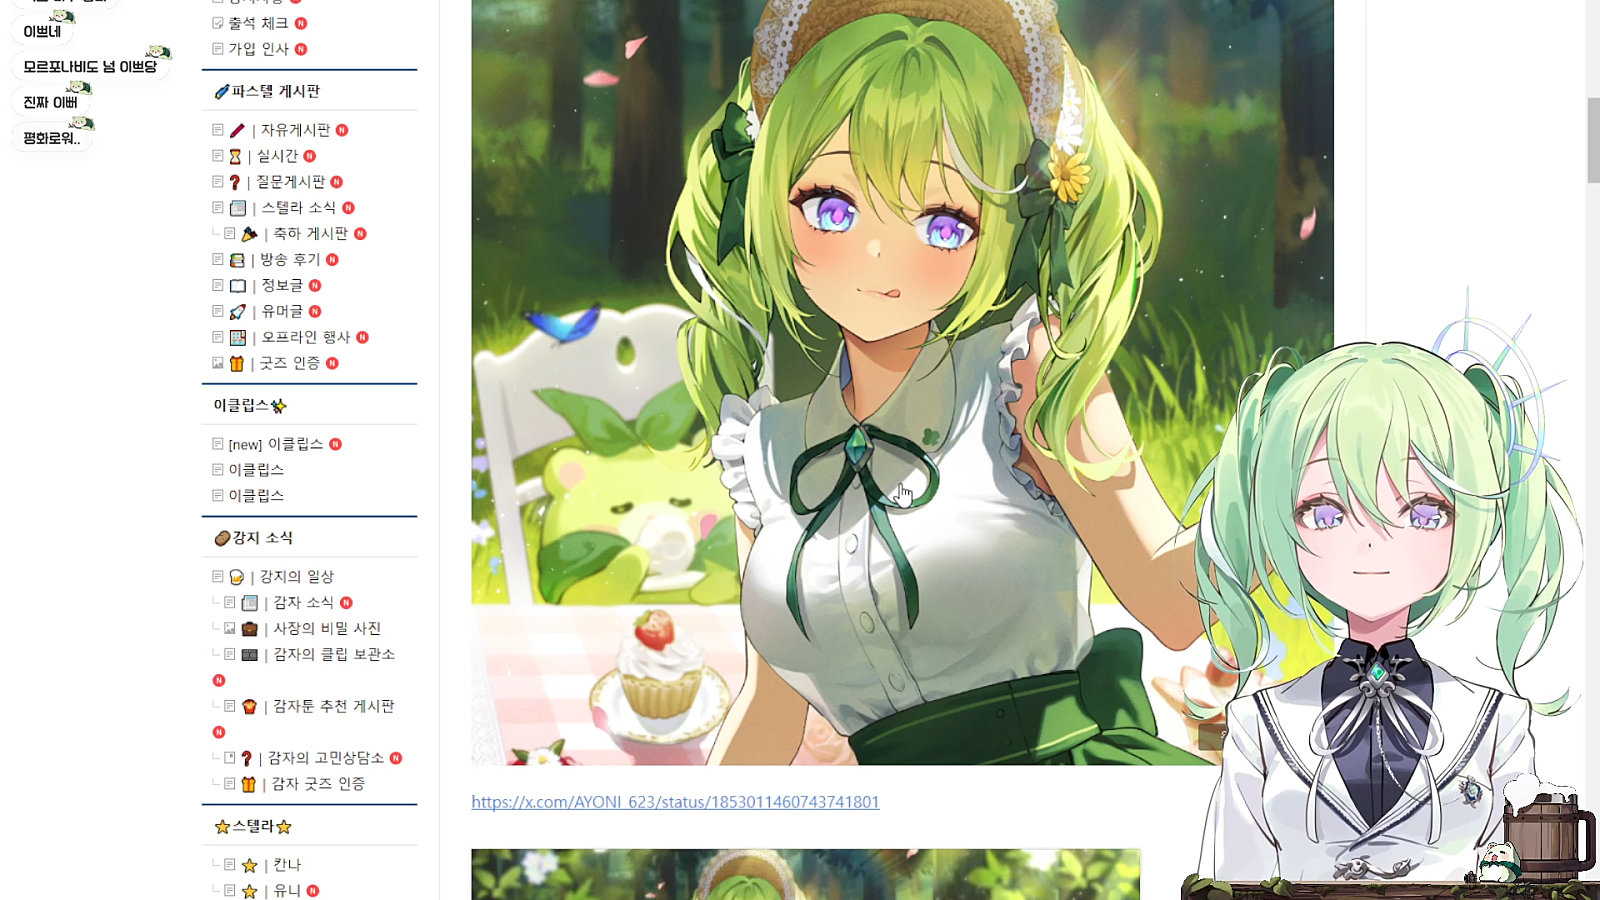 이쁘네
모르포나비도 넘 이쁘당
진짜 이뻐
평화로워..
출석 체크 N
가입 인사 N
파스텔 게시판
| 자유게시판 N
| 실시간 N
| 질문게시판 N
| 스텔라 소식 N
| 축하 게시판 N
| 방송 후기 N
| 정보글 N
| 유머글 N
| 오프라인 행사 N
| 굿즈 인증 N
이클립스
[new] 이클립스 N
이클립스
이클립스
강지 소식
| 강지의 일상
| 감자 소식 N
| 사장의 비밀 사진
| 감자의 클립 보관소
N
| 감자툰 추천 게시판
N
| 감자의 고민상담소 N
| 감자 굿즈 인증
스텔라
| 칸나
| 유니 N
https://x.com/AYONI_623/status/1853011460743741801